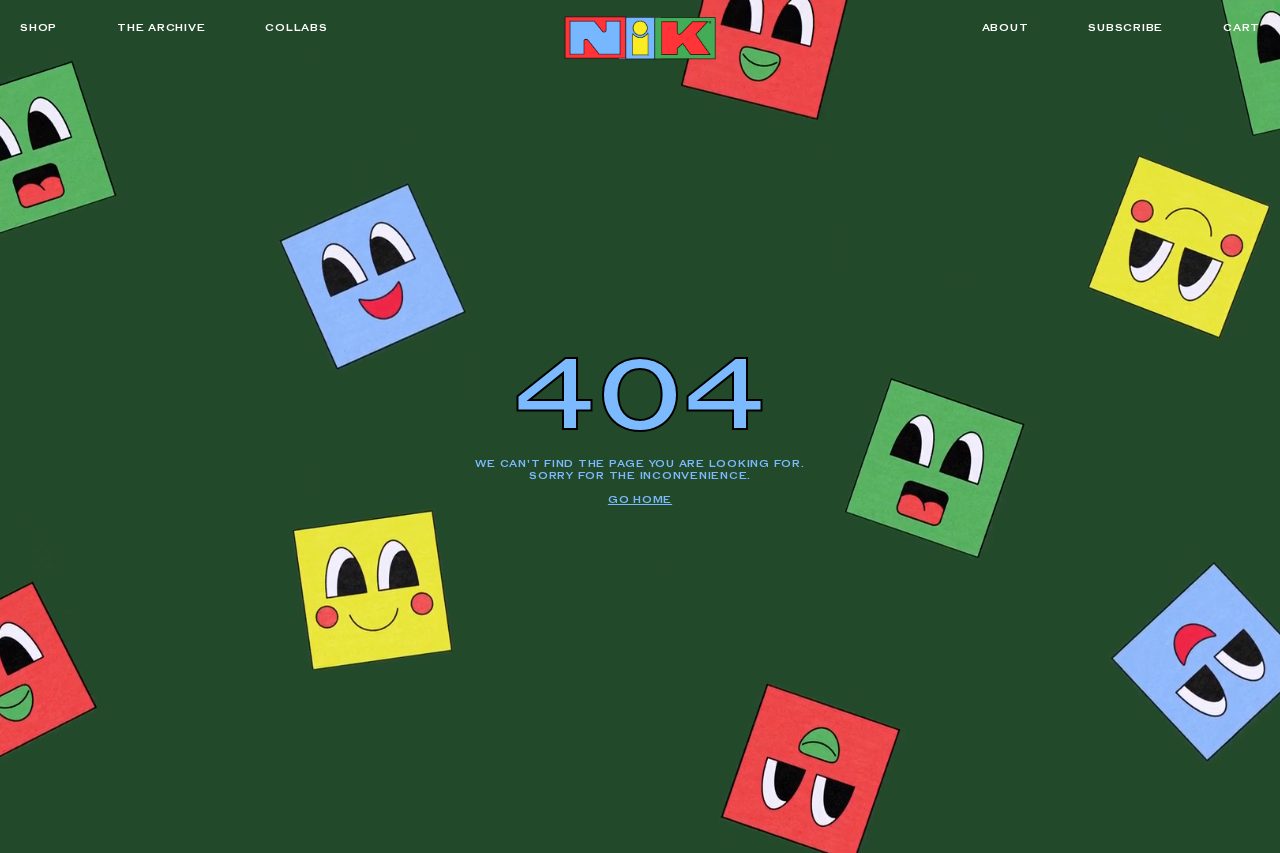 SHOP
THE ARCHIVE
COLLABS
NiK
ABOUT
SUBSCRIBE
CART
404
WE CAN'T FIND THE PAGE YOU ARE LOOKING FOR.
SORRY FOR THE INCONVENIENCE.
GO HOME